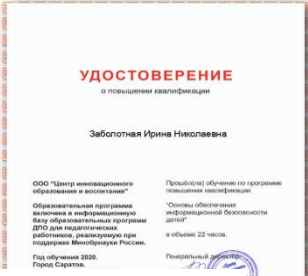 УДОСТОВЕРЕНИЕ
о повышении квалификации
Заболотная Ирина Николаевна
ООО "Центр инновационного
образования и воспитания"
Образовательная программа
включена в информационную
базу образовательных программ
ДПО для педагогических
работников, реализуемую при
поддержке Минобрнауки России.
Год обучения 2020.
Город Саратов.
Прошёл(сла) обучение по программе
повышения квалификации
"Основы обеспечения
информационной безопасности
детей"
в объеме 22 часов.
Генеральный директор: